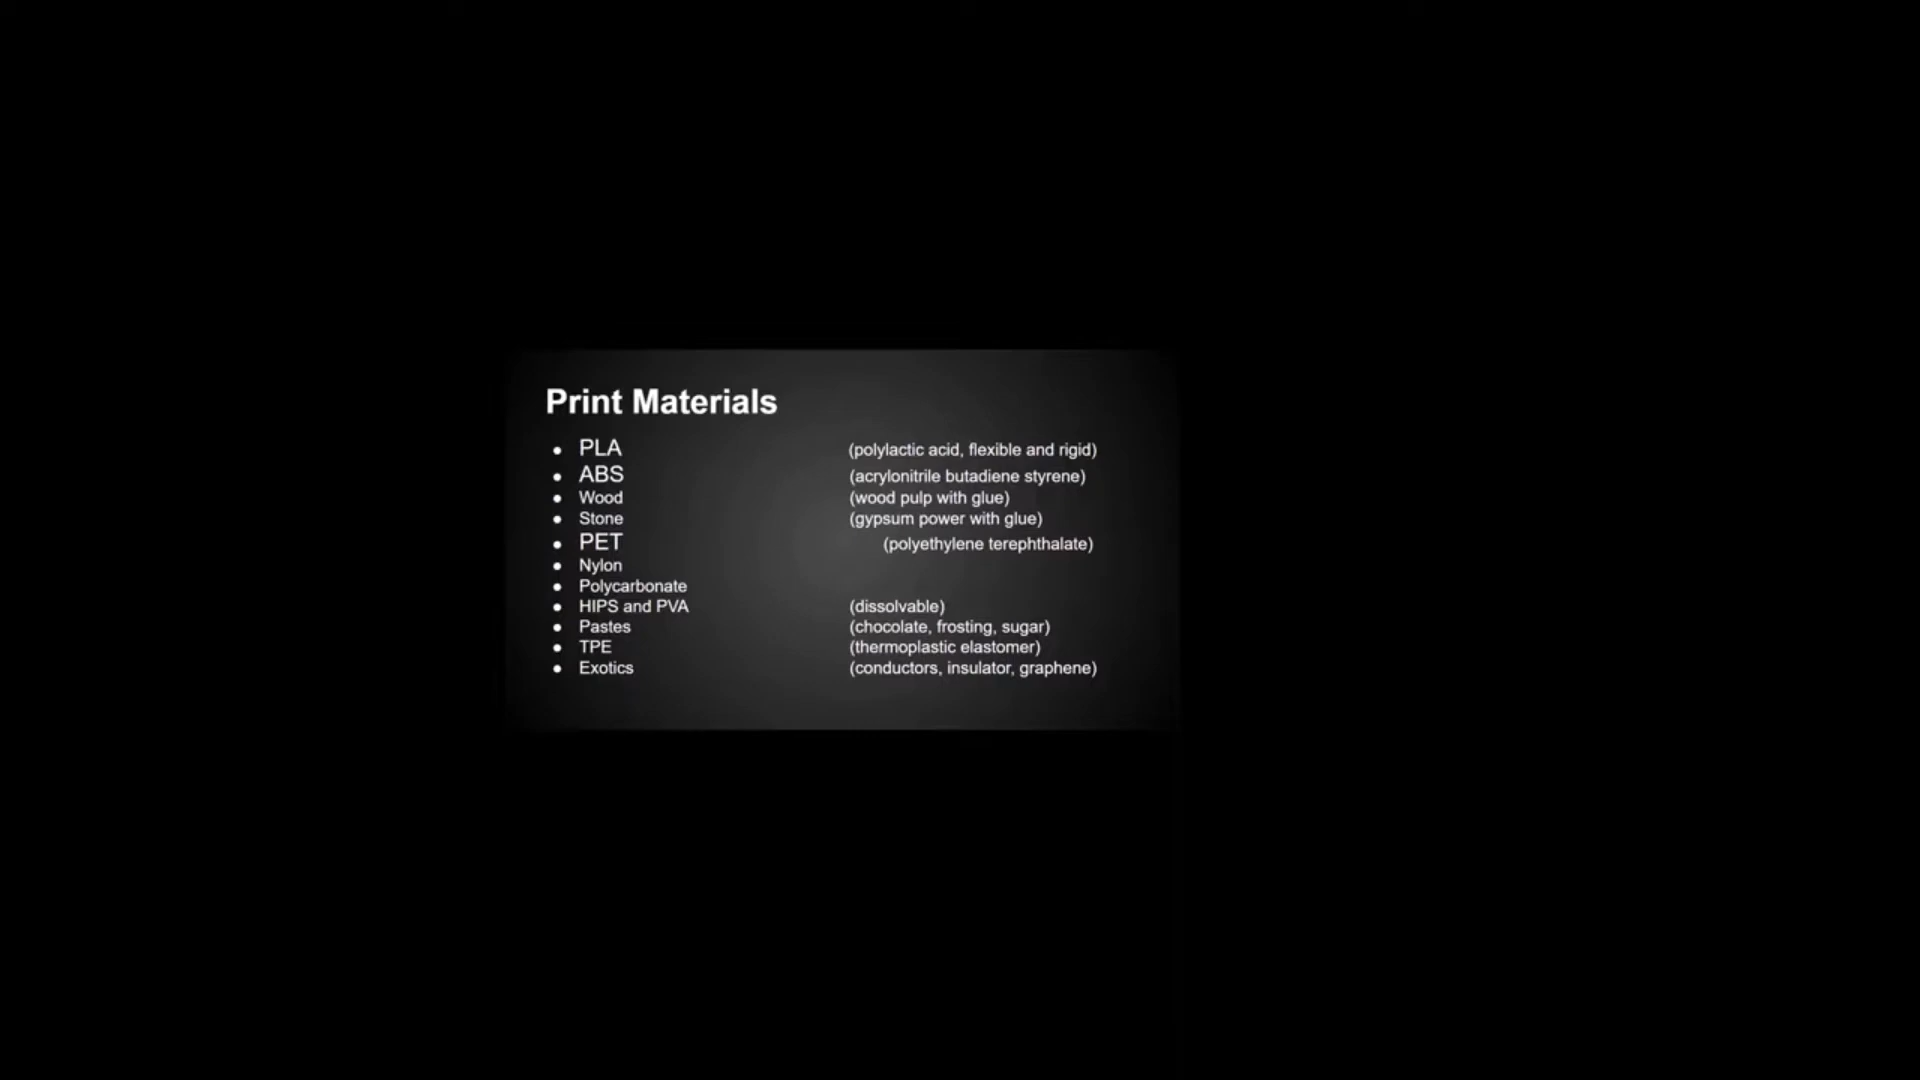 Print Materials
● PLA (polylactic acid, flexible and rigid)
● ABS (acrylonitrile butadiene styrene)
● Wood (wood pulp with glue)
● Stone (gypsum power with glue)
● PET (polyethylene terephthalate)
● Nylon
● Polycarbonate
● HIPS and PVA (dissolvable)
● Pastes (chocolate, frosting, sugar)
● TPE (thermoplastic elastomer)
● Exotics (conductors, insulator, graphene)